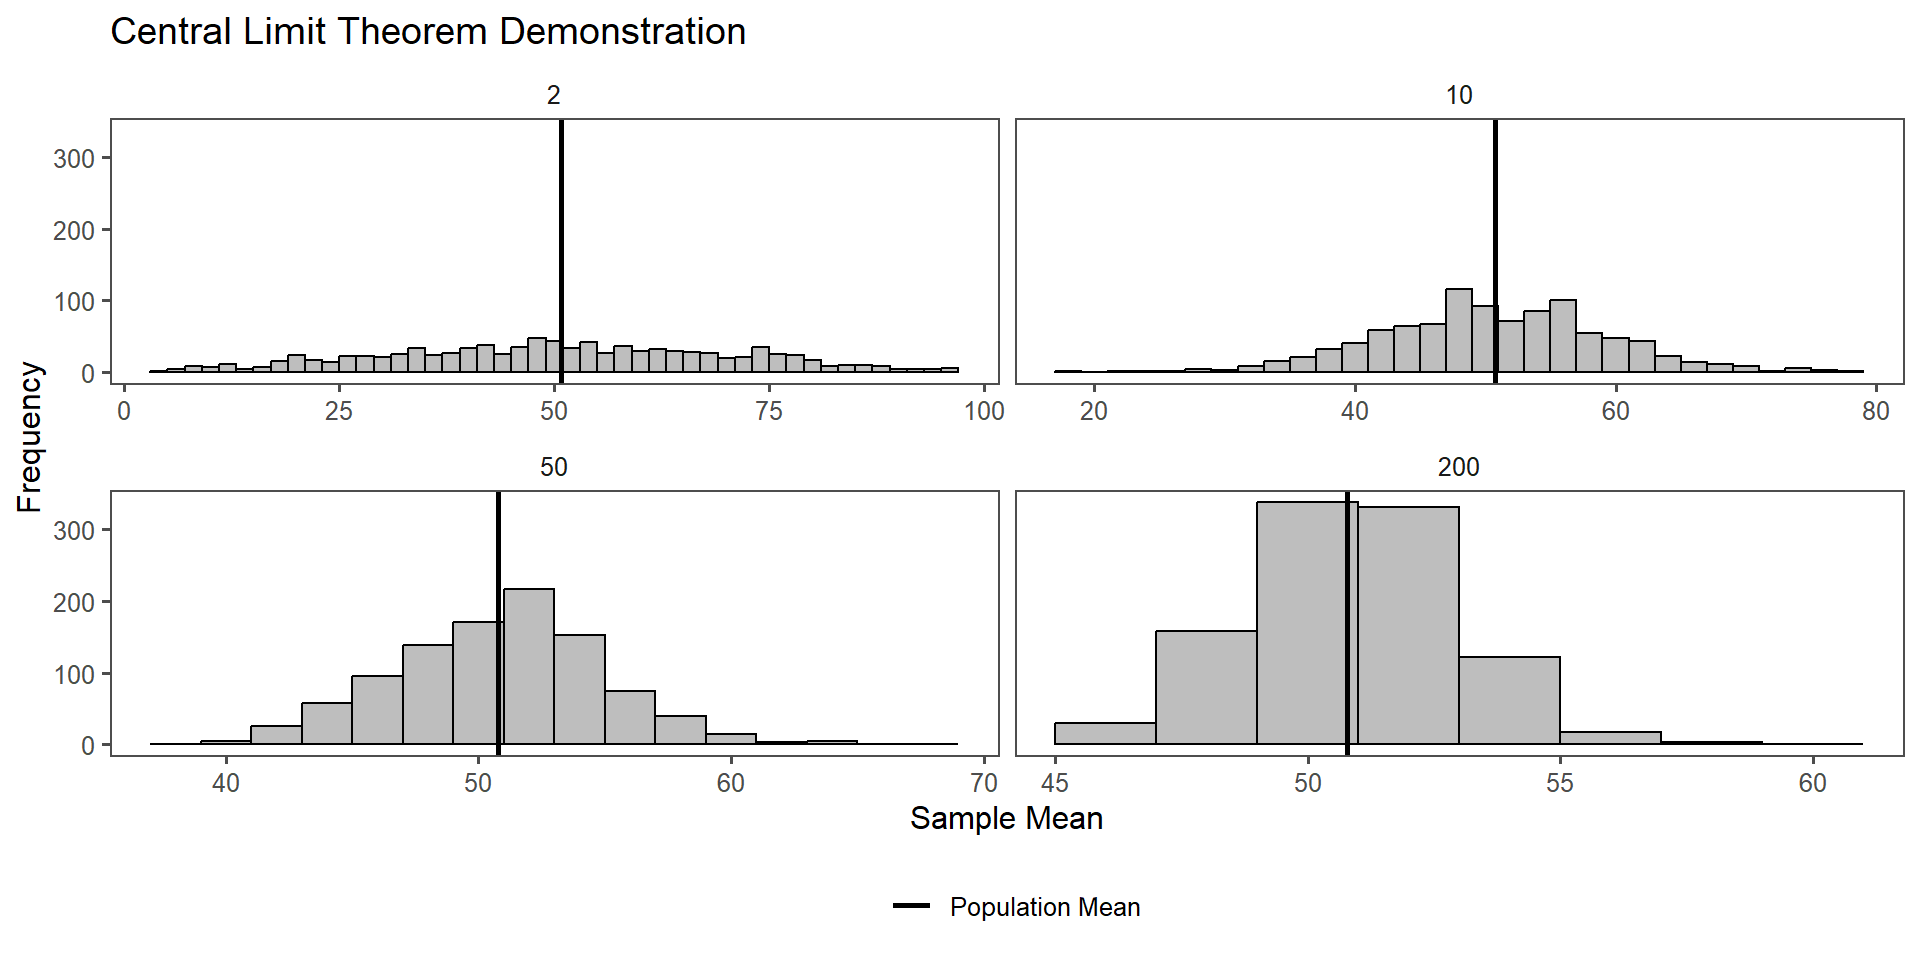 Central Limit Theorem Demonstration
2
10
300
200
100
0
0 25 50 75 100
20 40 60 80
50
200
300
200
100
0
40 50 60 70
45 50 55 60
Frequency
Sample Mean
Population Mean